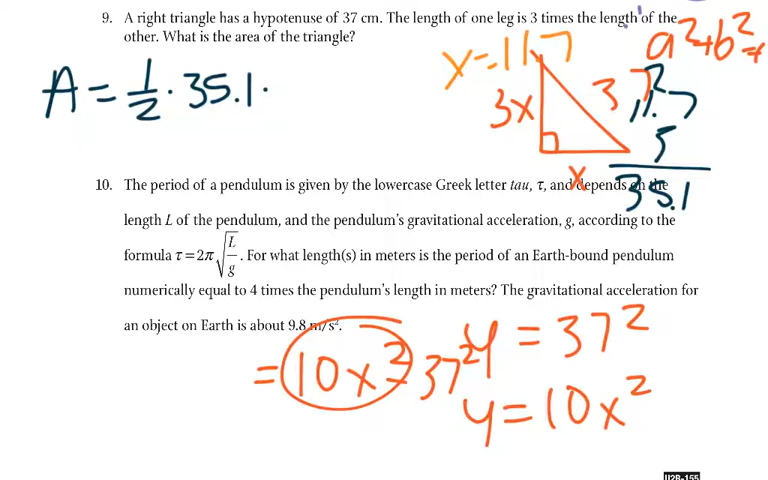 9. A right triangle has a hypotenuse of 37 cm. The length of one leg is 3 times the length of the
other. What is the area of the triangle?
a²+b²=
x=11.7
A = 1/2 · 35.1 ·
3x
37
x
11.7
3
35.1
10. The period of a pendulum is given by the lowercase Greek letter tau, τ, and depends on the
length L of the pendulum, and the pendulum's gravitational acceleration, g, according to the
formula τ = 2π√(L/g). For what length(s) in meters is the period of an Earth-bound pendulum
numerically equal to 4 times the pendulum's length in meters? The gravitational acceleration for
an object on Earth is about 9.8 m/s².
= 10x² = 37²
y = 37²
y = 10x²
U2B-155